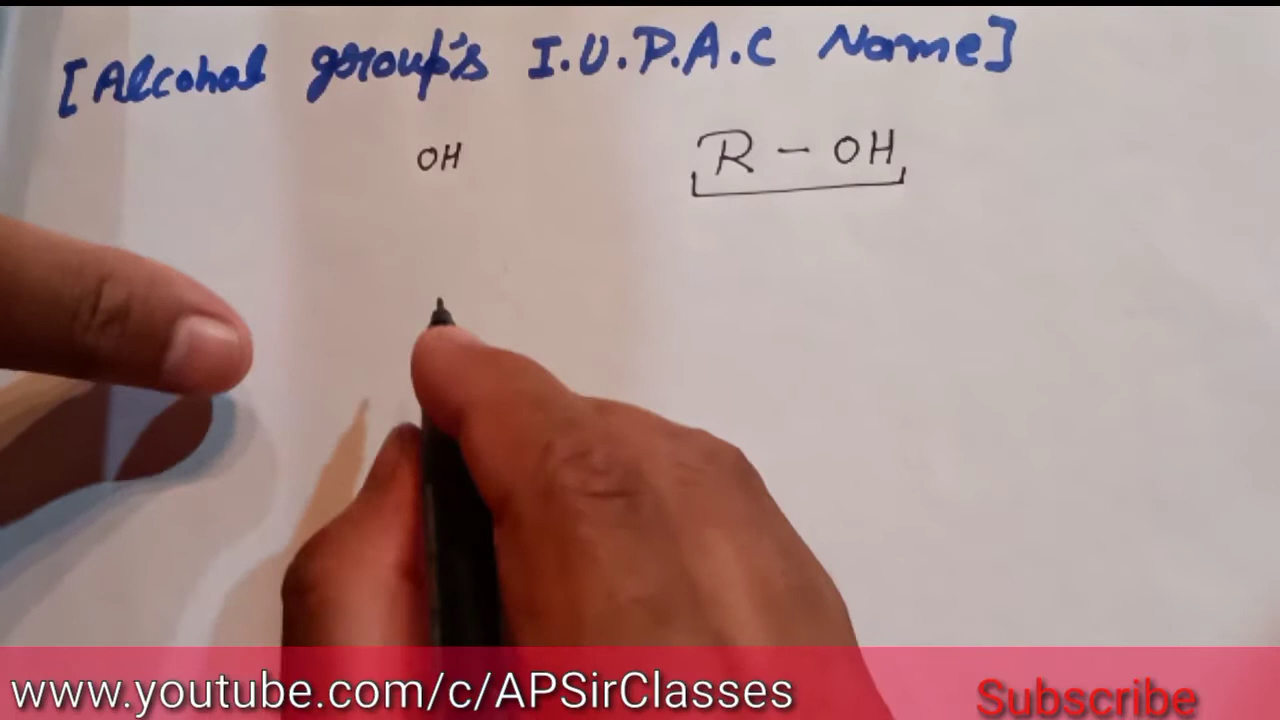 [Alcohol group's I.U.P.A.C Name]
OH R - OH
www.youtube.com/c/APSirClasses Subscribe